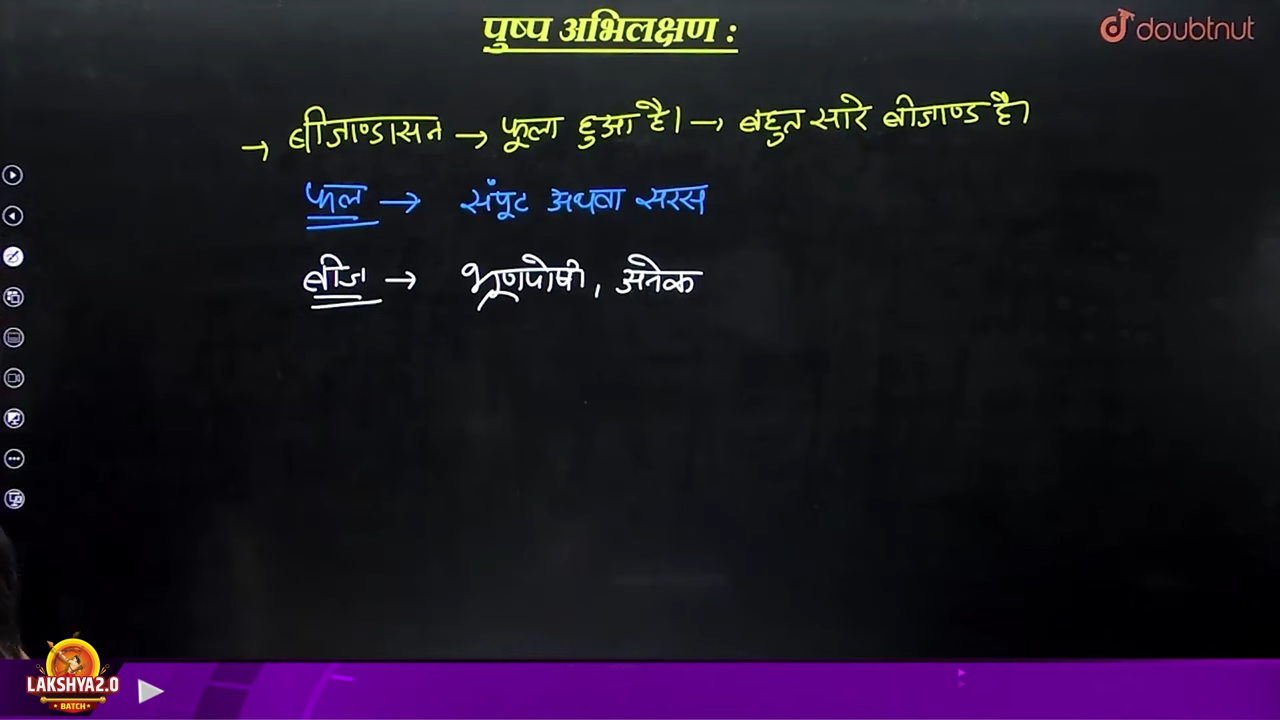 पुष्प अभिलक्षण :
doubtnut
→ बीजाण्डासन → फूला हुआ है। → बहुत सारे बीजाण्ड है।
फल → संपूट अथवा सरस
बीज → भ्रूणपोषी, अनेक
LAKSHYA2.0
BATCH